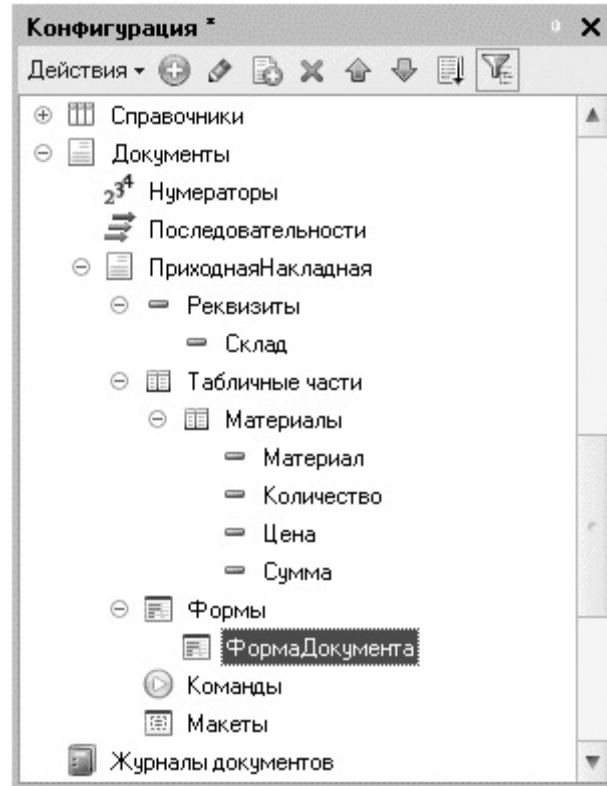 Конфигурация *
Действия
Справочники
Документы
Нумераторы
Последовательности
ПриходнаяНакладная
Реквизиты
Склад
Табличные части
Материалы
Материал
Количество
Цена
Сумма
Формы
ФормаДокумента
Команды
Макеты
Журналы документов